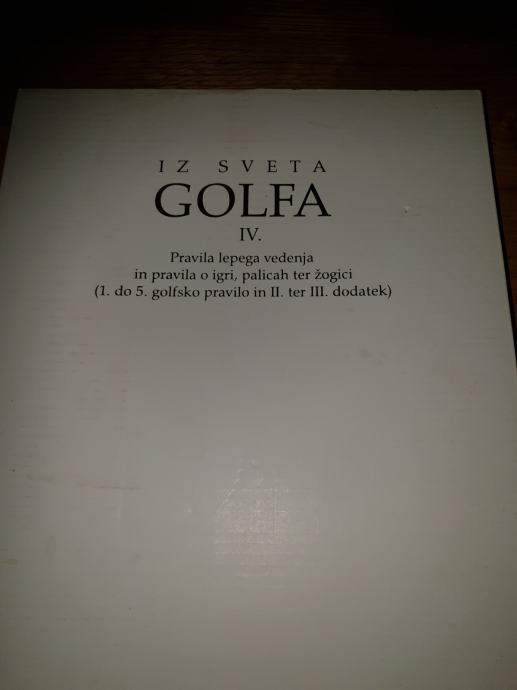 IZ SVETA
GOLFA
IV.
Pravila lepega vedenja
in pravila o igri, palicah ter žogici
(1. do 5. golfsko pravilo in II. ter III. dodatek)